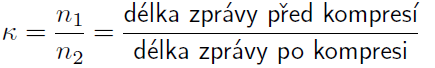 κ = n₁ / n₂ = délka zprávy před kompresí / délka zprávy po kompresi